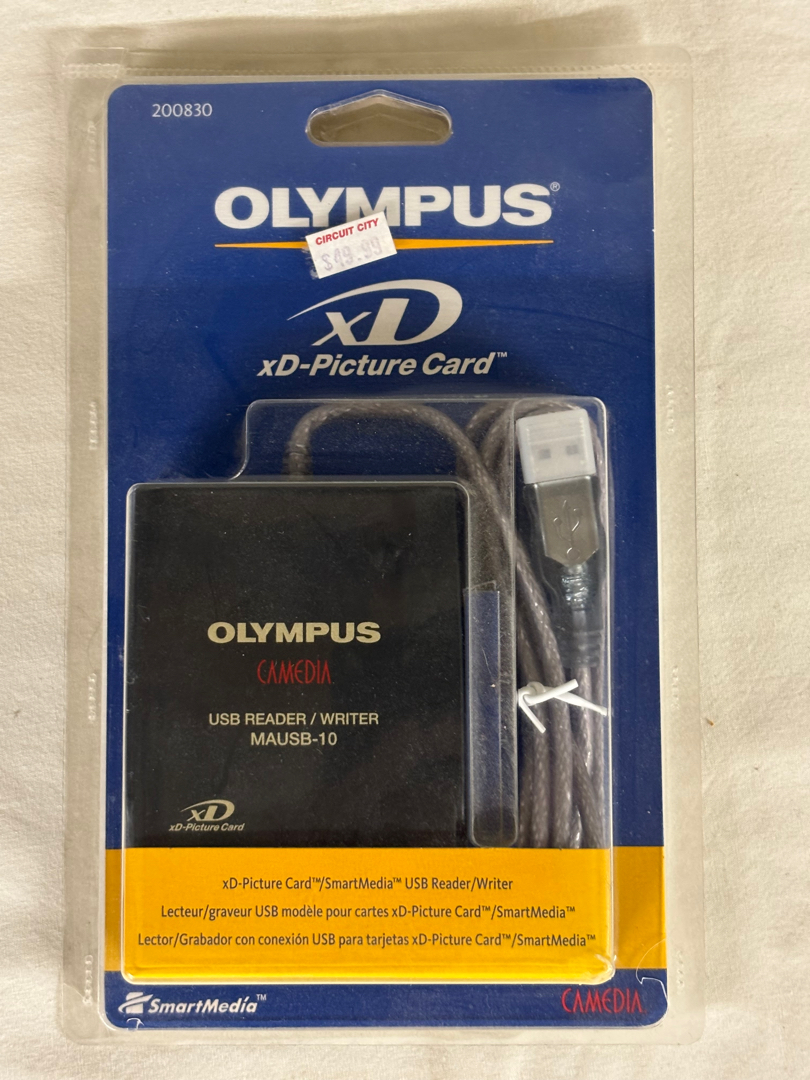 200830
OLYMPUS®
CIRCUIT CITY
$49.99
xD
xD-Picture Card™
OLYMPUS
CAMEDIA
USB READER / WRITER
MAUSB-10
xD
xD-Picture Card
xD-Picture Card™/SmartMedia™ USB Reader/Writer
Lecteur/graveur USB modèle pour cartes xD-Picture Card™/SmartMedia™
Lector/Grabador con conexión USB para tarjetas xD-Picture Card™/SmartMedia™
SmartMedia™
CAMEDIA